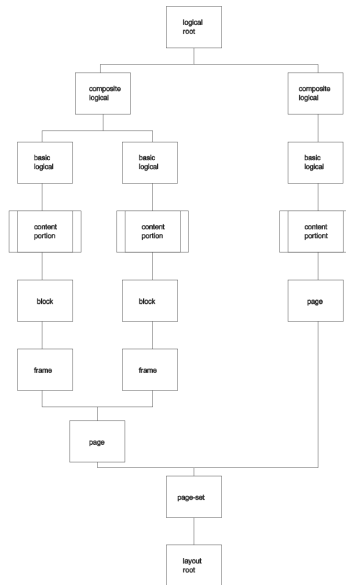 logical
root
composite
logical
composite
logical
basic
logical
basic
logical
basic
logical
content
portion
content
portion
content
portiont
block
block
page
frame
frame
page
page-set
layout
root